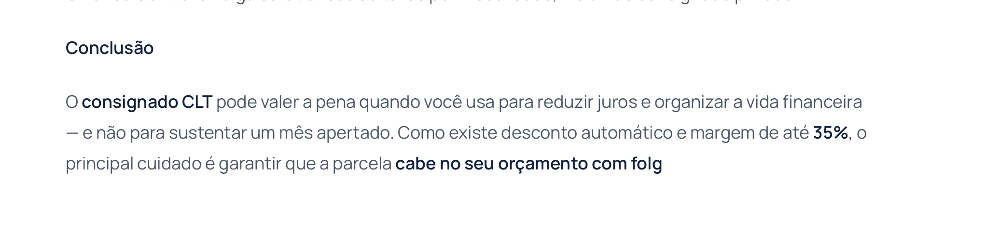 Conclusão
O consignado CLT pode valer a pena quando você usa para reduzir juros e organizar a vida financeira
— e não para sustentar um mês apertado. Como existe desconto automático e margem de até 35%, o
principal cuidado é garantir que a parcela cabe no seu orçamento com folg